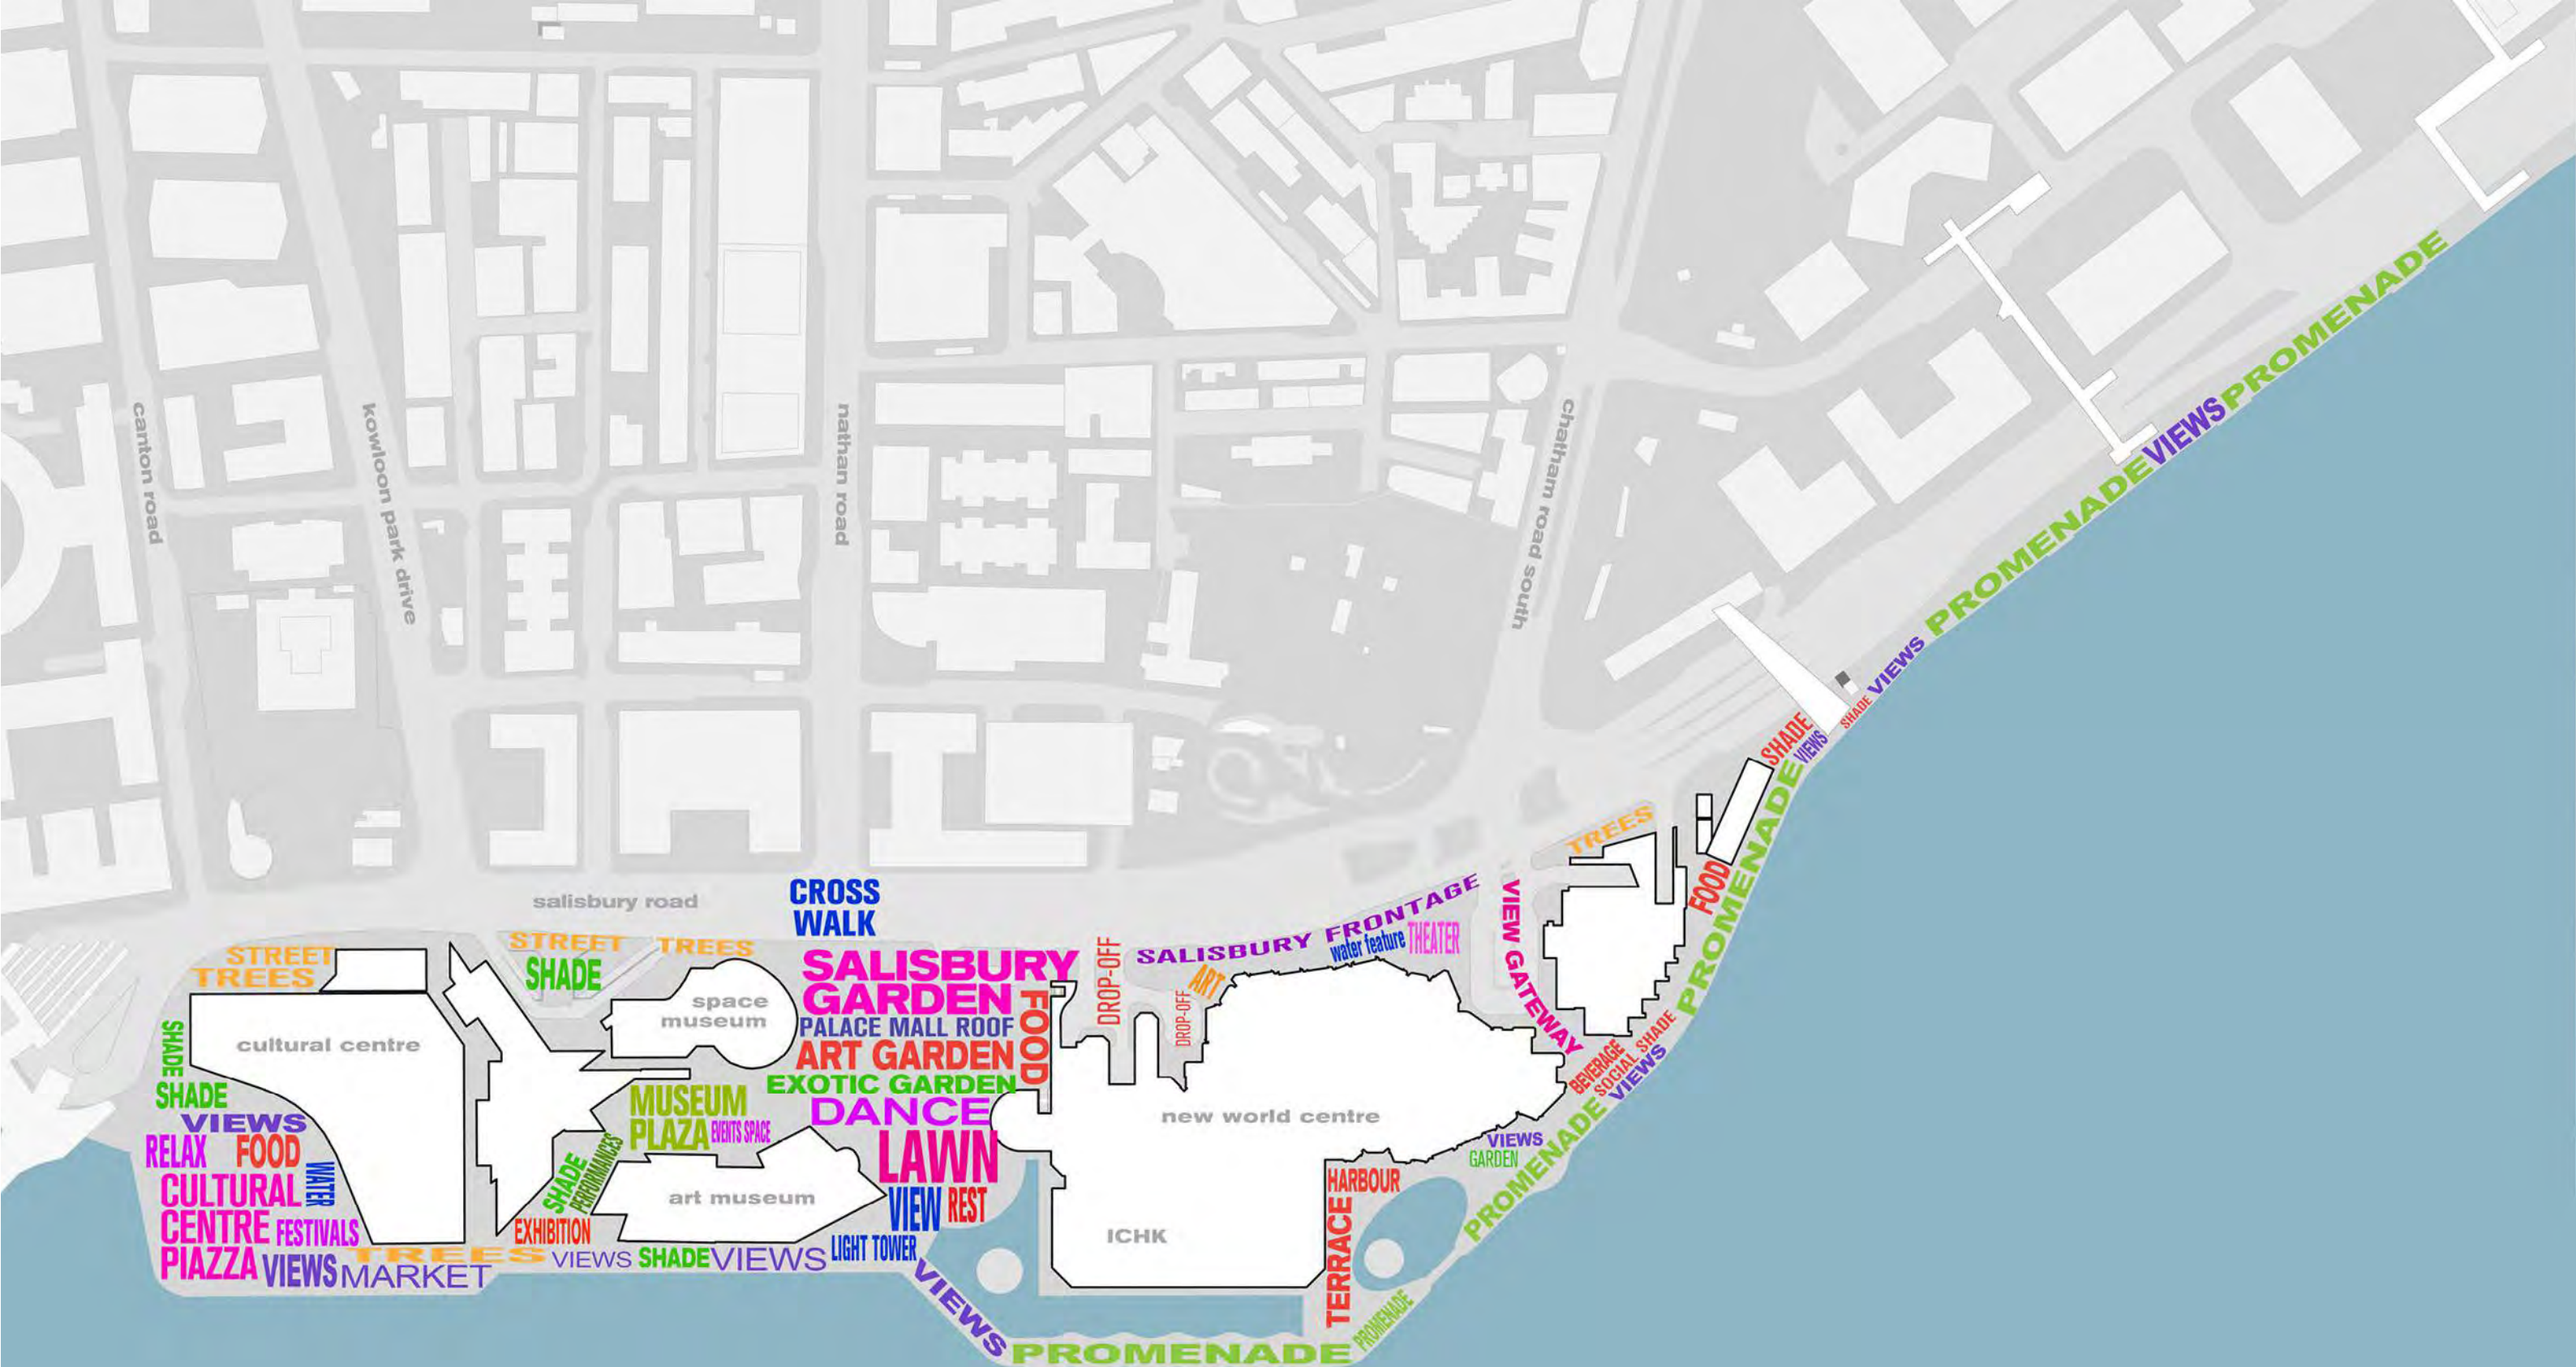 canton road
kowloon park drive
nathan road
chatham road south
salisbury road
CROSS
WALK
STREET
TREES
STREET TREES
SHADE
cultural centre
space
museum
SHADE
SHADE
VIEWS
RELAX FOOD
WATER
CULTURAL
CENTRE FESTIVALS
PIAZZA VIEWS MARKET
TREES
MUSEUM
PLAZA EVENTS SPACE
SHADE
PERFORMANCES
EXHIBITION
art museum
VIEWS SHADE VIEWS
SALISBURY
GARDEN
PALACE MALL ROOF
ART GARDEN
FOOD
EXOTIC GARDEN
DANCE
LAWN
VIEW REST
LIGHT TOWER
VIEWS
PROMENADE
PROMENADE
DROP-OFF
DROP-OFF
ART
SALISBURY FRONTAGE
water feature THEATER
new world centre
ICHK
HARBOUR
TERRACE
VIEWS
GARDEN
VIEW GATEWAY
TREES
BEVERAGE
SOCIAL SHADE
VIEWS
PROMENADE
PROMENADE
FOOD
SHADE
VIEWS
SHADE
VIEWS
PROMENADE
VIEWS
PROMENADE